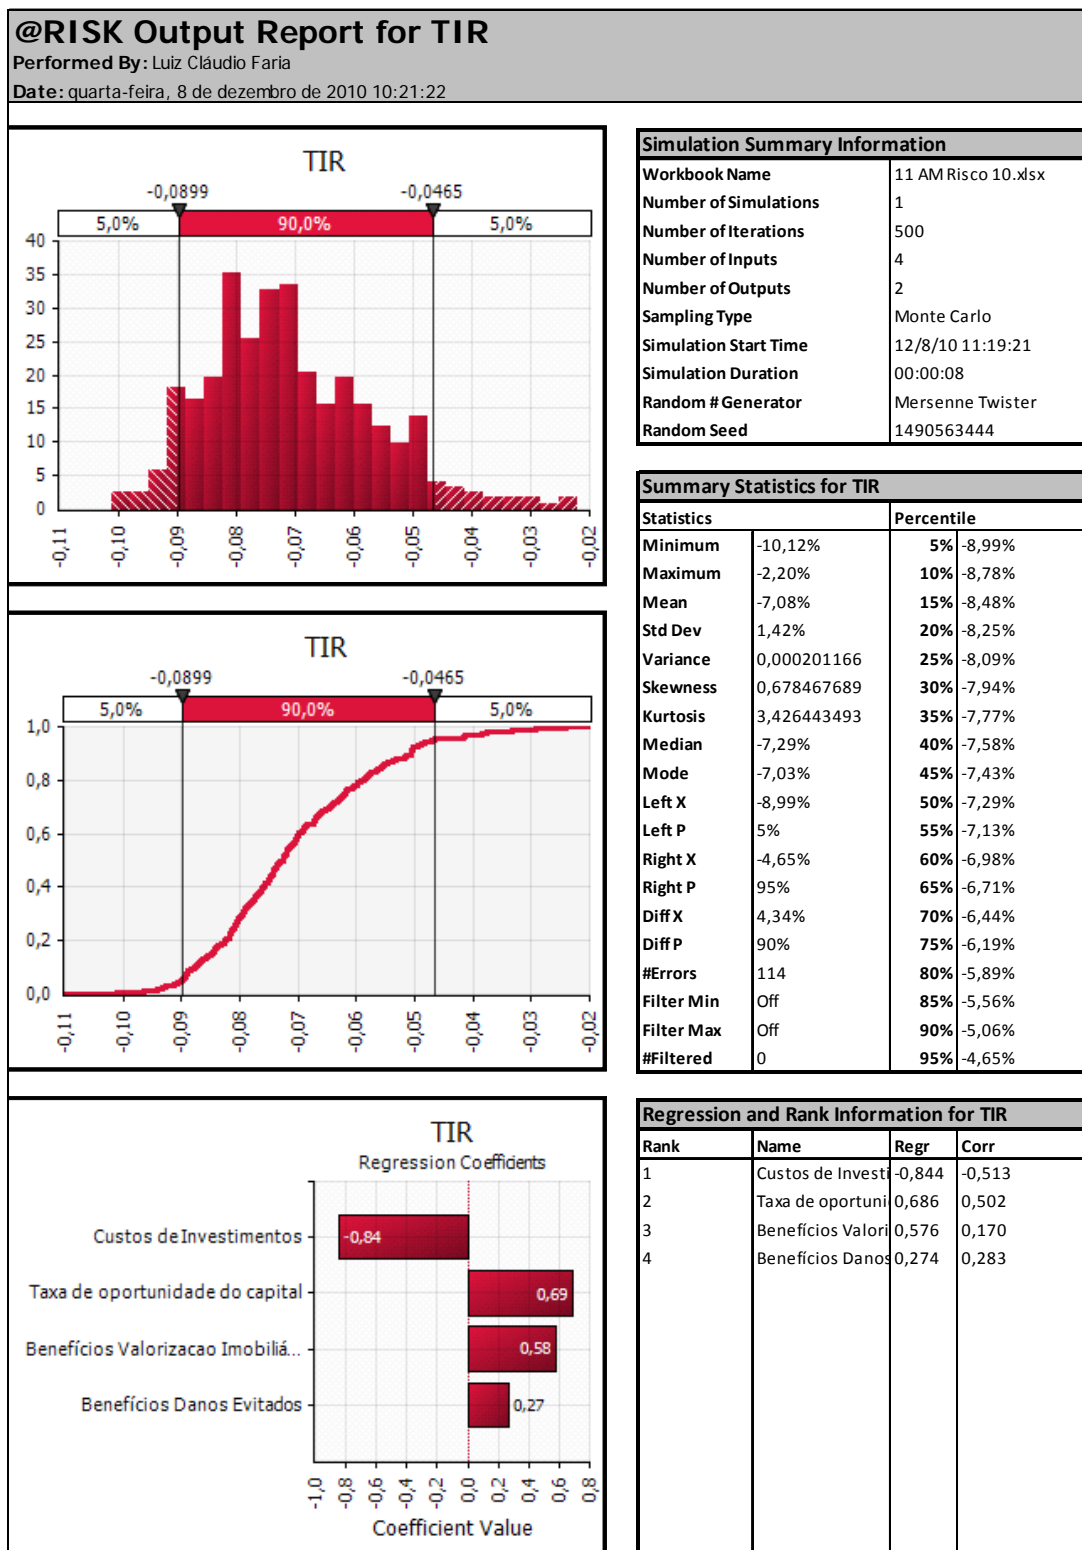 @RISK Output Report for TIR
Performed By: Luiz Cláudio Faria
Date: quarta-feira, 8 de dezembro de 2010 10:21:22
TIR
-0,0899 -0,0465
5,0% 90,0% 5,0%
40
35
30
25
20
15
10
5
0
-0,11 -0,10 -0,09 -0,08 -0,07 -0,06 -0,05 -0,04 -0,03 -0,02
TIR
-0,0899 -0,0465
5,0% 90,0% 5,0%
1,0
0,8
0,6
0,4
0,2
0,0
-0,11 -0,10 -0,09 -0,08 -0,07 -0,06 -0,05 -0,04 -0,03 -0,02
TIR
Regression Coefficients
Custos de Investimentos -0,84
Taxa de oportunidade do capital 0,69
Benefícios Valorizacao Imobiliá... 0,58
Benefícios Danos Evitados 0,27
-1,0 -0,8 -0,6 -0,4 -0,2 0,0 0,2 0,4 0,6 0,8
Coefficient Value
Simulation Summary Information
Workbook Name 11 AM Risco 10.xlsx
Number of Simulations 1
Number of Iterations 500
Number of Inputs 4
Number of Outputs 2
Sampling Type Monte Carlo
Simulation Start Time 12/8/10 11:19:21
Simulation Duration 00:00:08
Random # Generator Mersenne Twister
Random Seed 1490563444
Summary Statistics for TIR
Statistics Percentile
Minimum -10,12% 5% -8,99%
Maximum -2,20% 10% -8,78%
Mean -7,08% 15% -8,48%
Std Dev 1,42% 20% -8,25%
Variance 0,000201166 25% -8,09%
Skewness 0,678467689 30% -7,94%
Kurtosis 3,426443493 35% -7,77%
Median -7,29% 40% -7,58%
Mode -7,03% 45% -7,43%
Left X -8,99% 50% -7,29%
Left P 5% 55% -7,13%
Right X -4,65% 60% -6,98%
Right P 95% 65% -6,71%
Diff X 4,34% 70% -6,44%
Diff P 90% 75% -6,19%
#Errors 114 80% -5,89%
Filter Min Off 85% -5,56%
Filter Max Off 90% -5,06%
#Filtered 0 95% -4,65%
Regression and Rank Information for TIR
Rank Name Regr Corr
1 Custos de Investi -0,844 -0,513
2 Taxa de oportuni 0,686 0,502
3 Benefícios Valori 0,576 0,170
4 Benefícios Danos 0,274 0,283